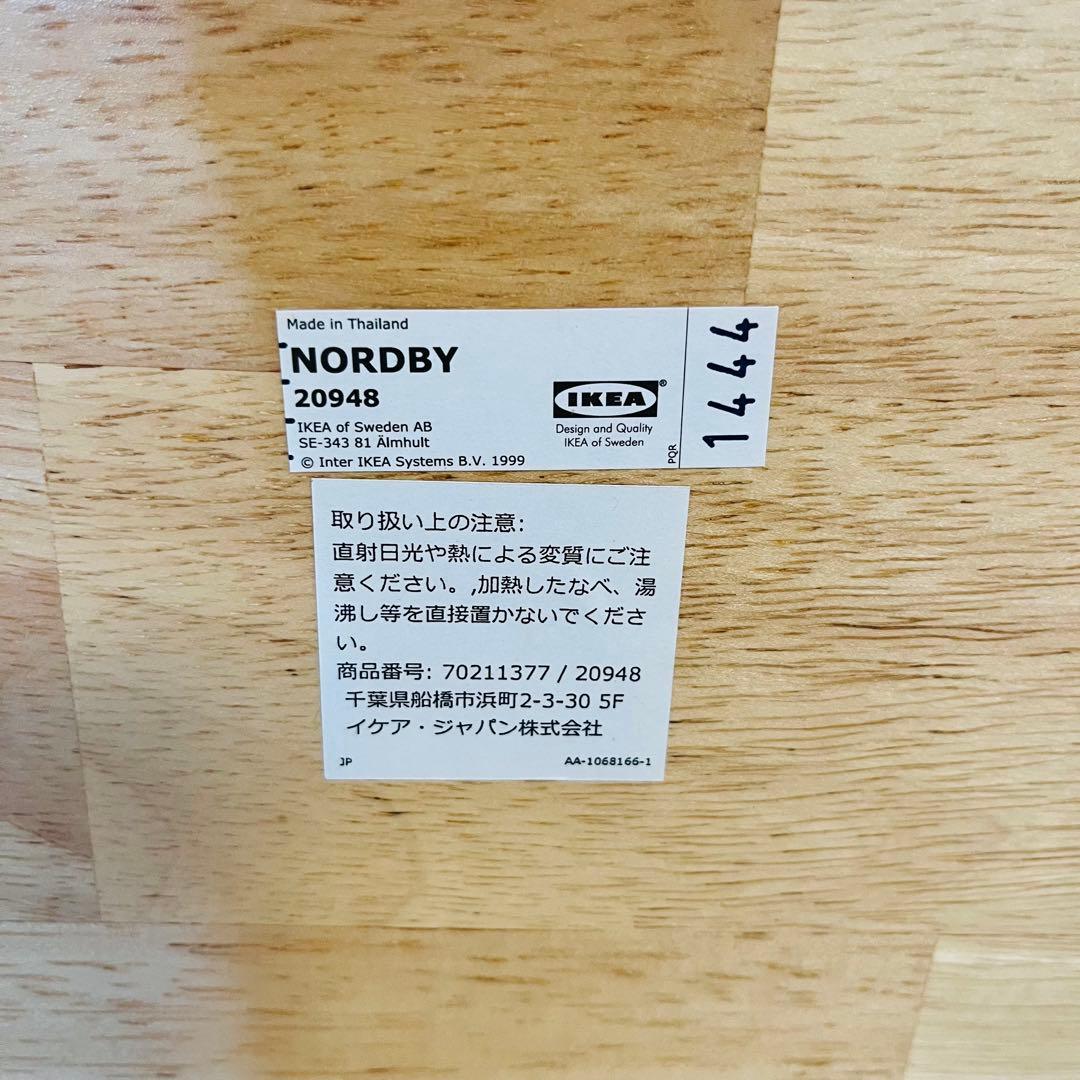 Made in Thailand
NORDBY
20948
IKEA of Sweden AB
SE-343 81 Älmhult
© Inter IKEA Systems B.V. 1999
IKEA®
Design and Quality
IKEA of Sweden
PQR
1444
取り扱い上の注意:
直射日光や熱による変質にご注
意ください。,加熱したなべ、湯
沸し等を直接置かないでくださ
い。
商品番号: 70211377 / 20948
千葉県船橋市浜町2-3-30 5F
イケア・ジャパン株式会社
JP
AA-1068166-1